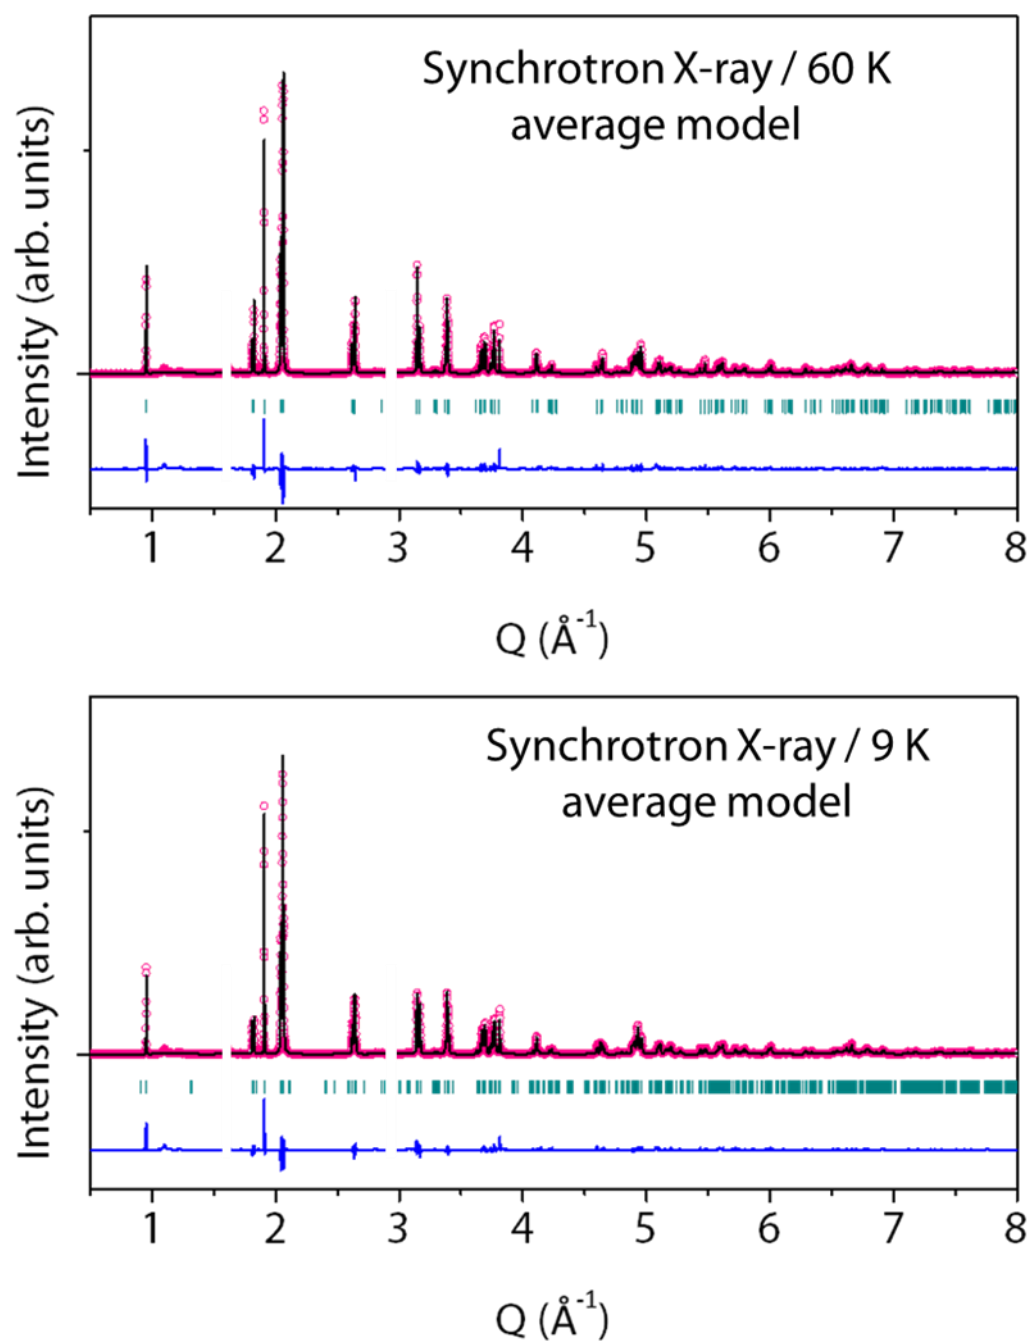 Synchrotron X-ray / 60 K
average model
Intensity (arb. units)
1 2 3 4 5 6 7 8
Q (Å⁻¹)
Synchrotron X-ray / 9 K
average model
Intensity (arb. units)
1 2 3 4 5 6 7 8
Q (Å⁻¹)